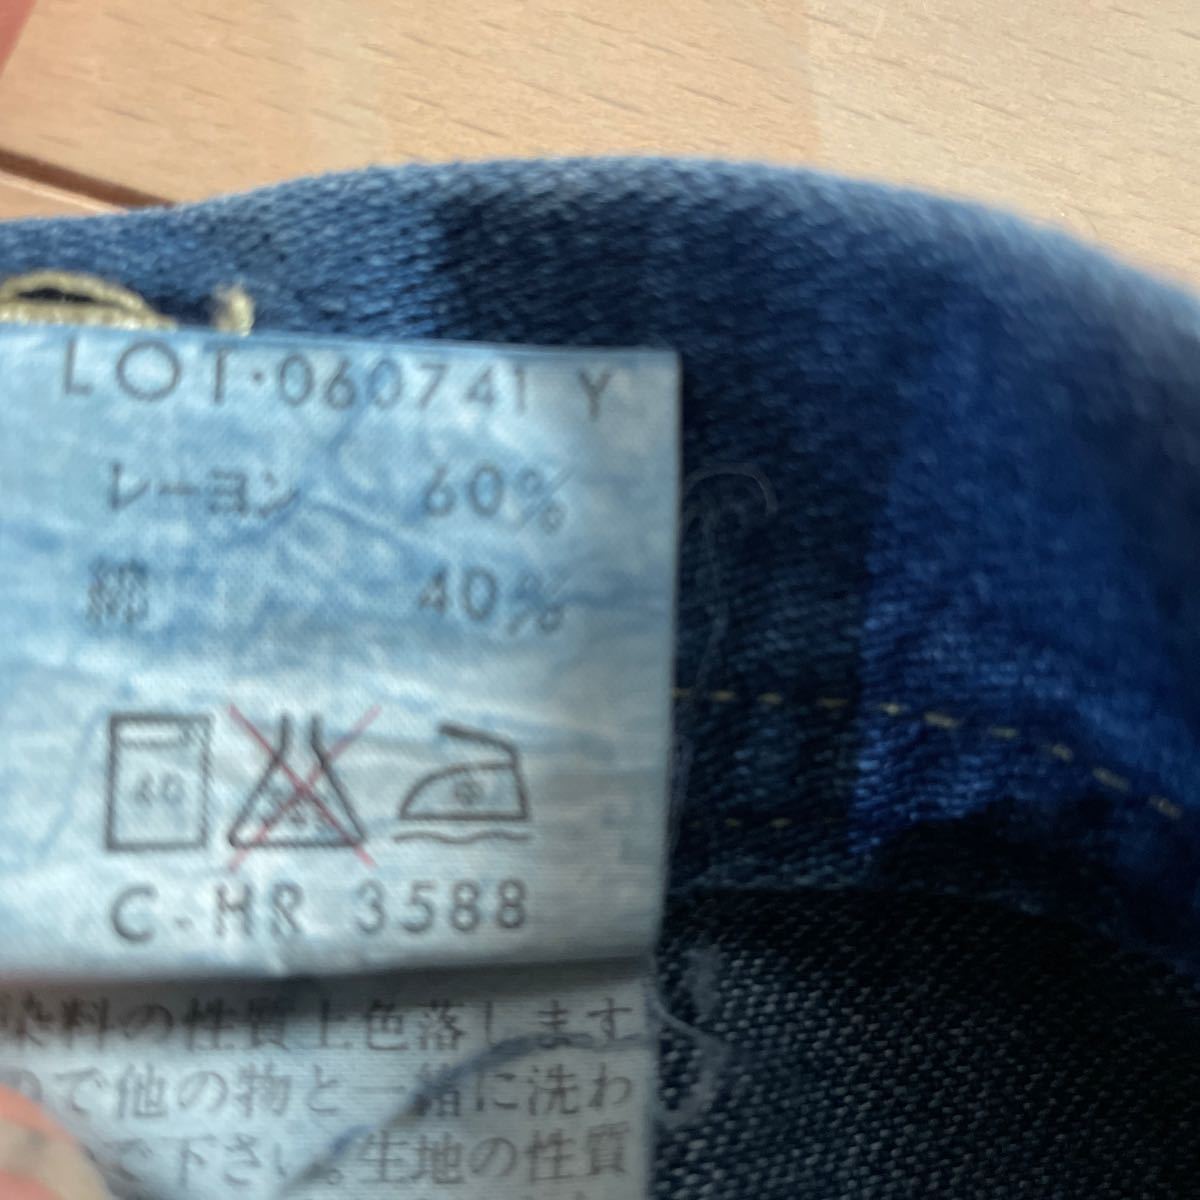 LOT·060741 Y
レーヨン 60%
綿 40%
40
C-HR 3588
染料の性質上色落します
ので他の物と一緒に洗わ
で下さい。生地の性質